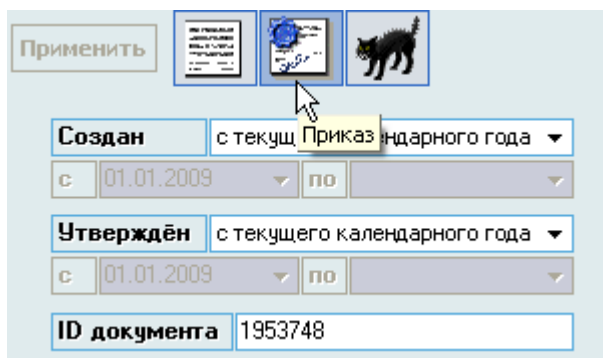 Применить
Создан с текущ ндарного года
Приказ
с 01.01.2009 по
Утверждён с текущего календарного года
с 01.01.2009 по
ID документа 1953748